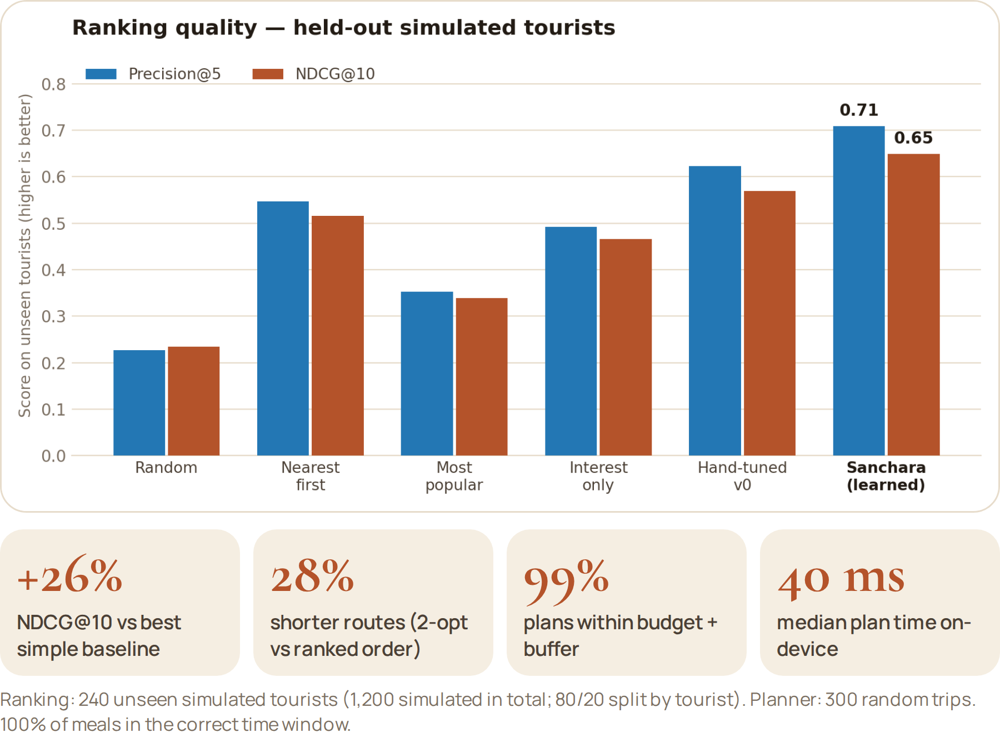 Ranking quality — held-out simulated tourists
Precision@5
NDCG@10
Score on unseen tourists (higher is better)
0.8
0.7
0.6
0.5
0.4
0.3
0.2
0.1
0.0
0.71
0.65
Random
Nearest
first
Most
popular
Interest
only
Hand-tuned
v0
Sanchara
(learned)
+26%
NDCG@10 vs best
simple baseline
28%
shorter routes (2-opt
vs ranked order)
99%
plans within budget +
buffer
40 ms
median plan time on-
device
Ranking: 240 unseen simulated tourists (1,200 simulated in total; 80/20 split by tourist). Planner: 300 random trips.
100% of meals in the correct time window.